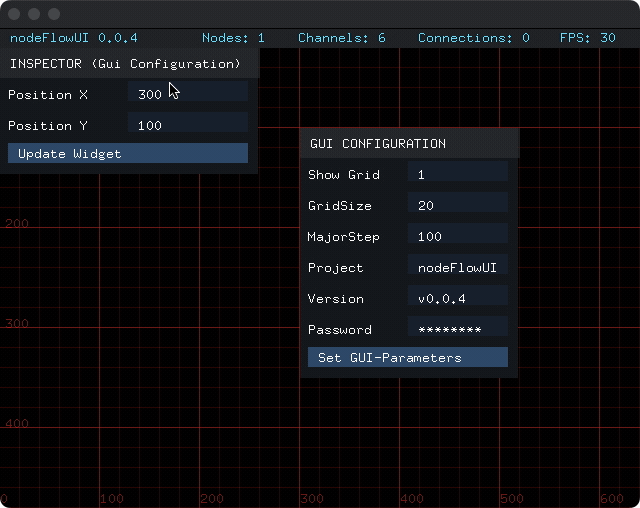 nodeFlowUI 0.0.4 Nodes: 1 Channels: 6 Connections: 0 FPS: 30
INSPECTOR (Gui Configuration)
Position X 300
Position Y 100
Update Widget
GUI CONFIGURATION
Show Grid 1
GridSize 20
MajorStep 100
Project nodeFlowUI
Version v0.0.4
Password ********
Set GUI-Parameters
200
300
400
0 100 200 300 400 500 600